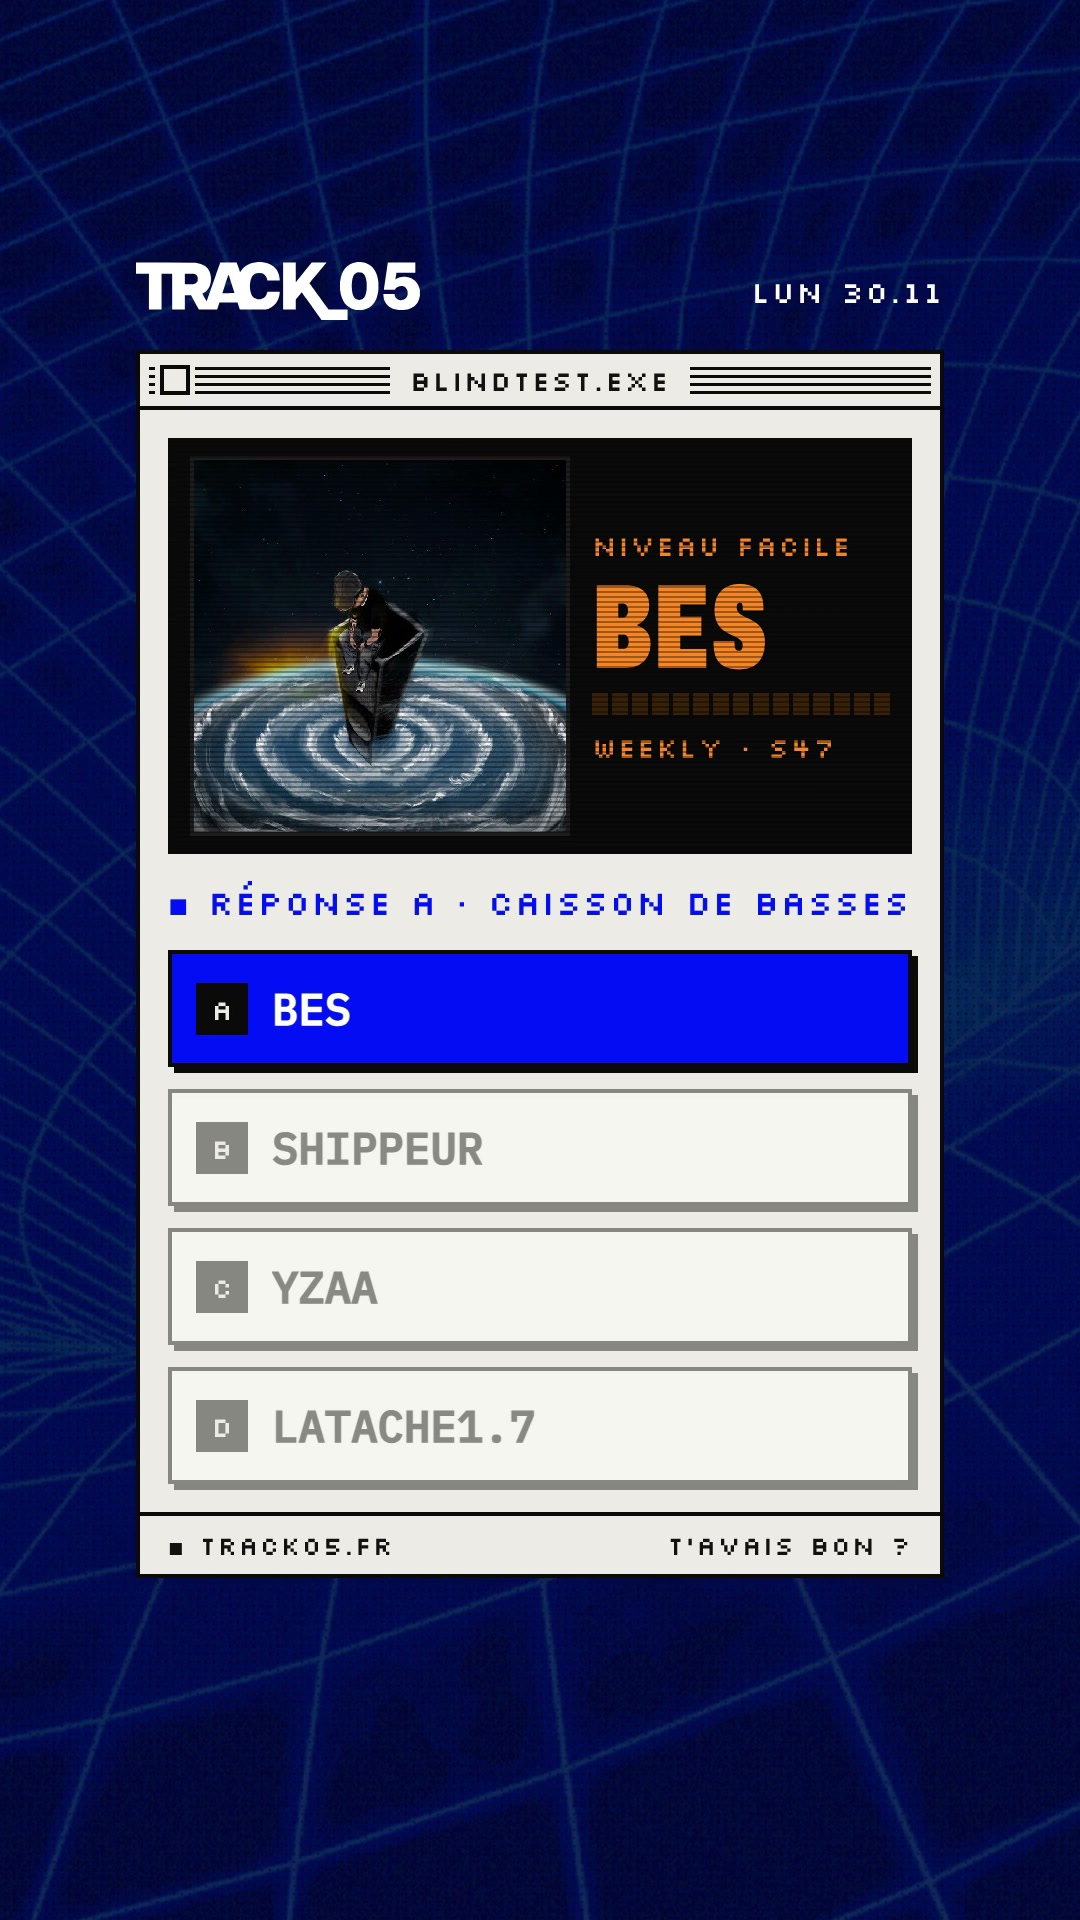 TRACK_05
LUN 30.11
BLINDTEST.EXE
NIVEAU FACILE
BES
WEEKLY · S47
■ RÉPONSE A · CAISSON DE BASSES
A BES
B SHIPPEUR
C YZAA
D LATACHE1.7
■ TRACK05.FR
T'AVAIS BON ?